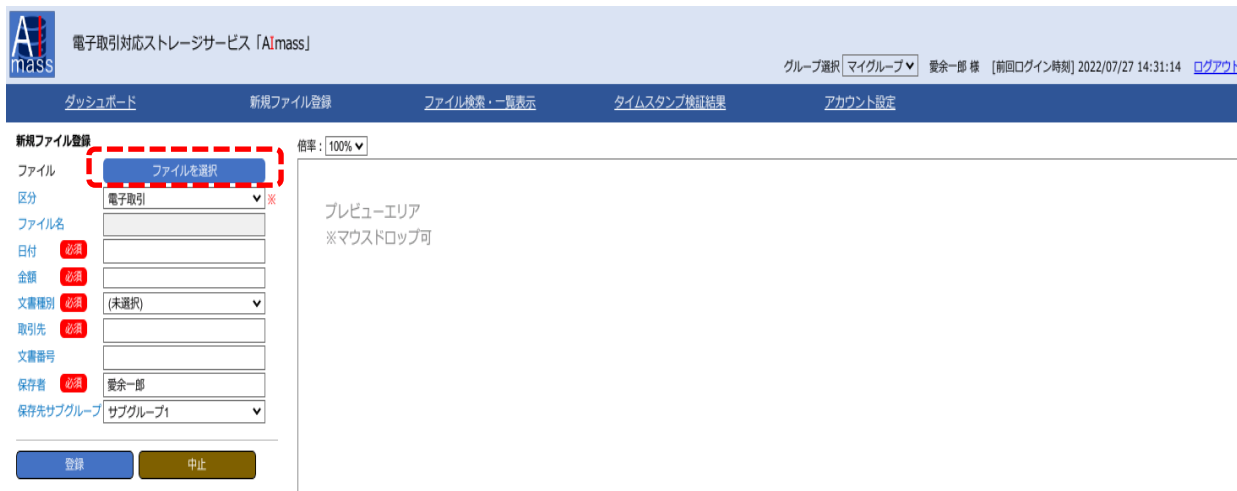 AI
mass
電子取引対応ストレージサービス「AImass」
グループ選択 マイグループ 愛余一郎 様 [前回ログイン時刻] 2022/07/27 14:31:14 ログアウト
ダッシュボード 新規ファイル登録 ファイル検索・一覧表示 タイムスタンプ検証結果 アカウント設定
新規ファイル登録
倍率： 100%
ファイル ファイルを選択
区分 電子取引 ※
ファイル名
日付 必須
金額 必須
文書種別 必須 (未選択)
取引先 必須
文書番号
保存者 必須 愛余一郎
保存先サブグループ サブグループ1
登録 中止
プレビューエリア
※マウスドロップ可